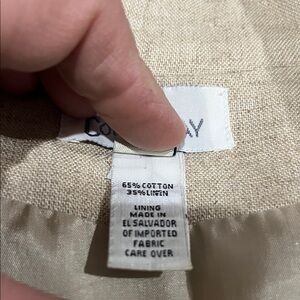 Y
65% COTTON
35% LINEN
LINING
MADE IN
EL SALVADOR
OF IMPORTED
FABRIC
CARE OVER